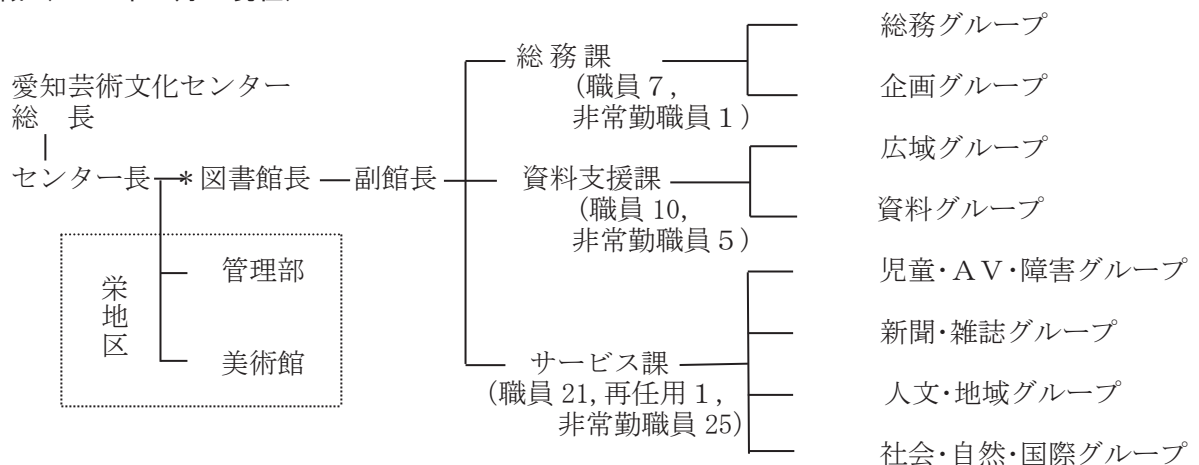 総務グループ
総務課
愛知芸術文化センター
(職員７,
企画グループ
総　長
非常勤職員１)
広域グループ
センター長
＊図書館長
副館長
資料支援課
(職員 10,
資料グループ
非常勤職員５)
児童・ＡＶ・障害グループ
管理部
栄地区
新聞・雑誌グループ
美術館
サービス課
人文・地域グループ
(職員 21, 再任用１,
非常勤職員 25)
社会・自然・国際グループ